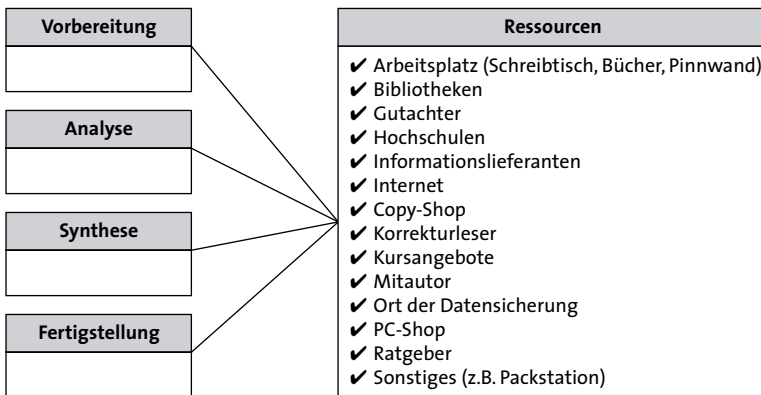 Vorbereitung
Analyse
Synthese
Fertigstellung
Ressourcen
✔ Arbeitsplatz (Schreibtisch, Bücher, Pinnwand)
✔ Bibliotheken
✔ Gutachter
✔ Hochschulen
✔ Informationslieferanten
✔ Internet
✔ Copy-Shop
✔ Korrekturleser
✔ Kursangebote
✔ Mitautor
✔ Ort der Datensicherung
✔ PC-Shop
✔ Ratgeber
✔ Sonstiges (z.B. Packstation)